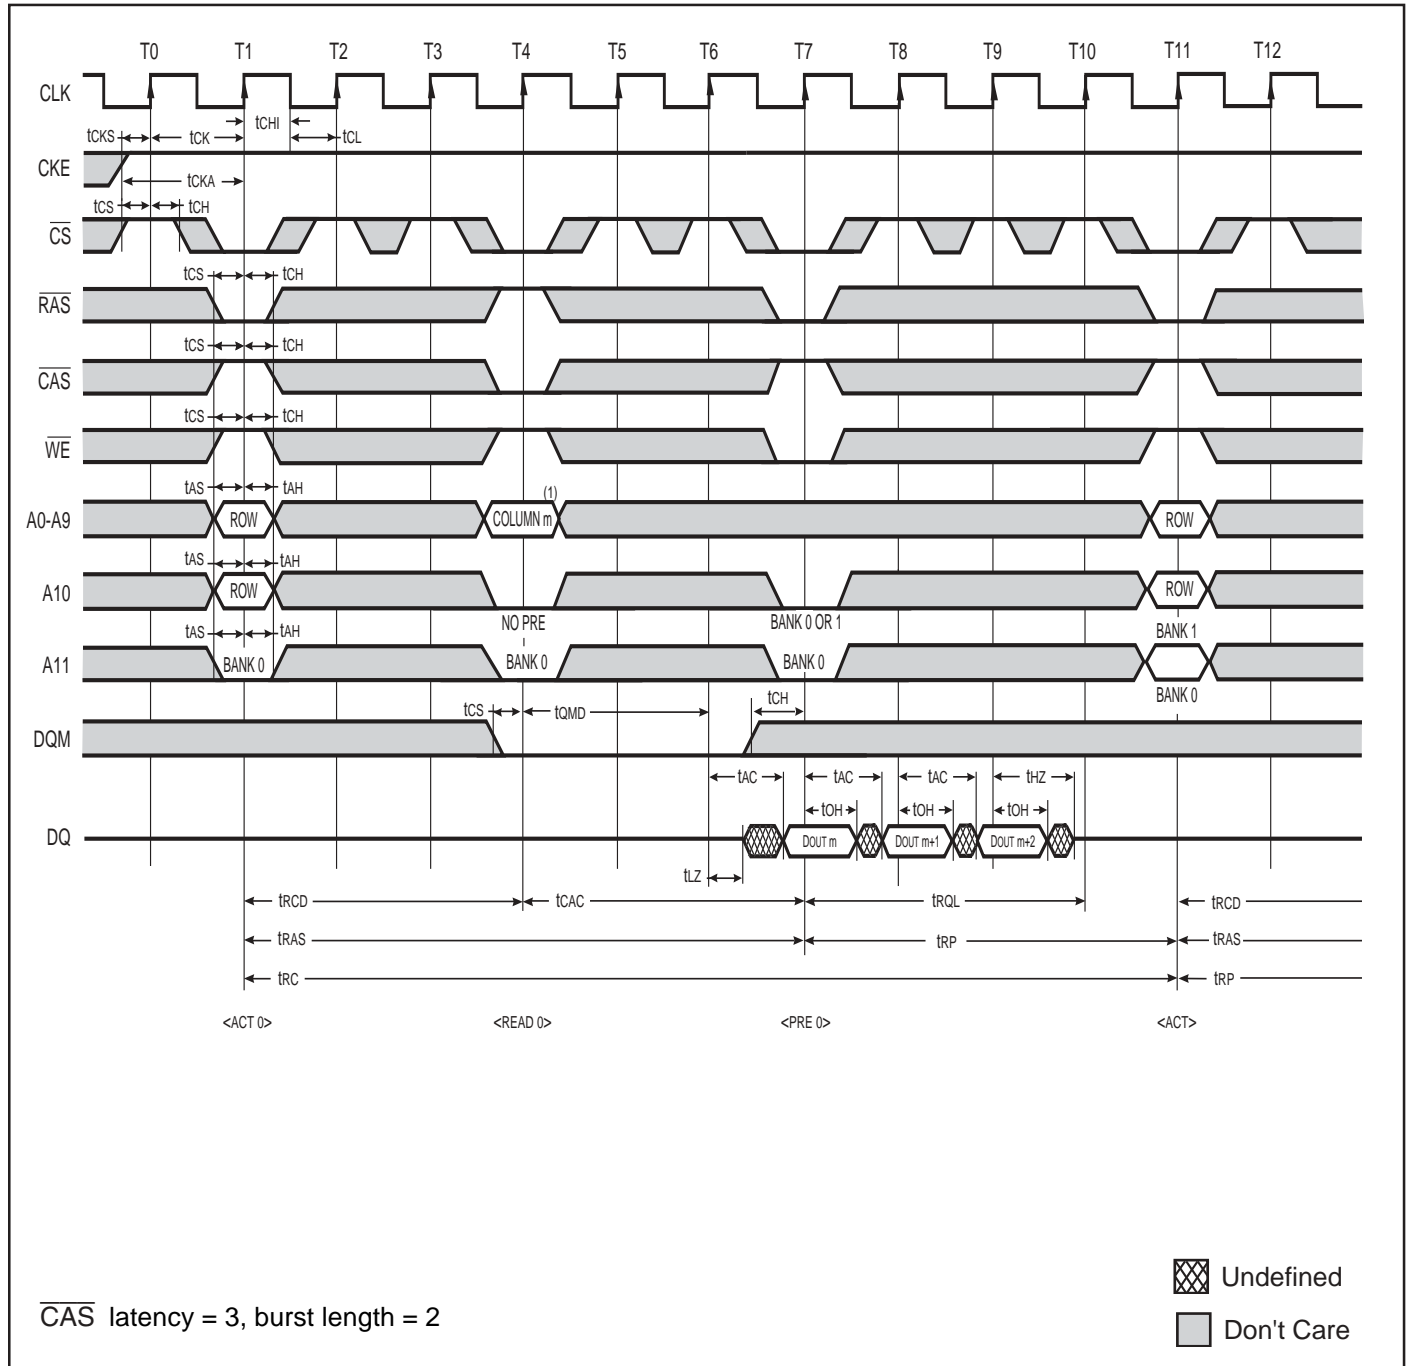 T0 T1 T2 T3 T4 T5 T6 T7 T8 T9 T10 T11 T12
CLK
tCHI
tCKS tCK tCL
CKE
tCKA
tCS tCH
CS
tCS tCH
RAS
tCS tCH
CAS
tCS tCH
WE
tAS tAH
(1)
A0-A9 ROW COLUMN m ROW
tAS tAH
A10 ROW ROW
NO PRE BANK 0 OR 1
tAS tAH BANK 1
A11 BANK 0 BANK 0 BANK 0
BANK 0
tCH
tCS tQMD
DQM
tAC tAC tAC tHZ
tOH tOH tOH
DQ DOUT m DOUT m+1 DOUT m+2
tLZ
tRCD tCAC tRQL tRCD
tRAS tRP tRAS
tRC tRP
<ACT 0> <READ 0> <PRE 0> <ACT>
Undefined
CAS latency = 3, burst length = 2
Don't Care